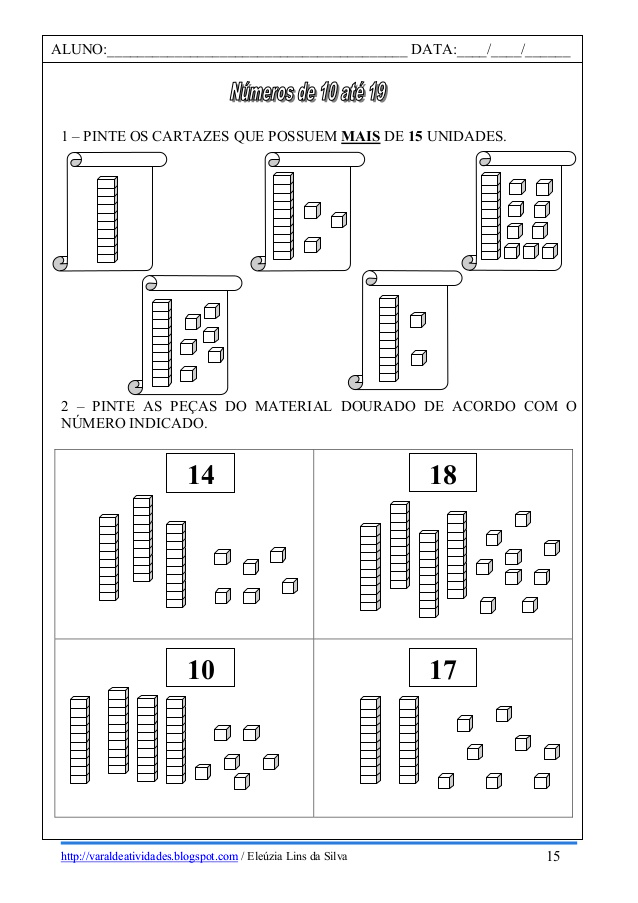 ALUNO:________________________________________ DATA:____/____/______
Números de 10 até 19
1 – PINTE OS CARTAZES QUE POSSUEM MAIS DE 15 UNIDADES.
2 – PINTE AS PEÇAS DO MATERIAL DOURADO DE ACORDO COM O
NÚMERO INDICADO.
14
18
10
17
http://varaldeatividades.blogspot.com / Eleúzia Lins da Silva
15